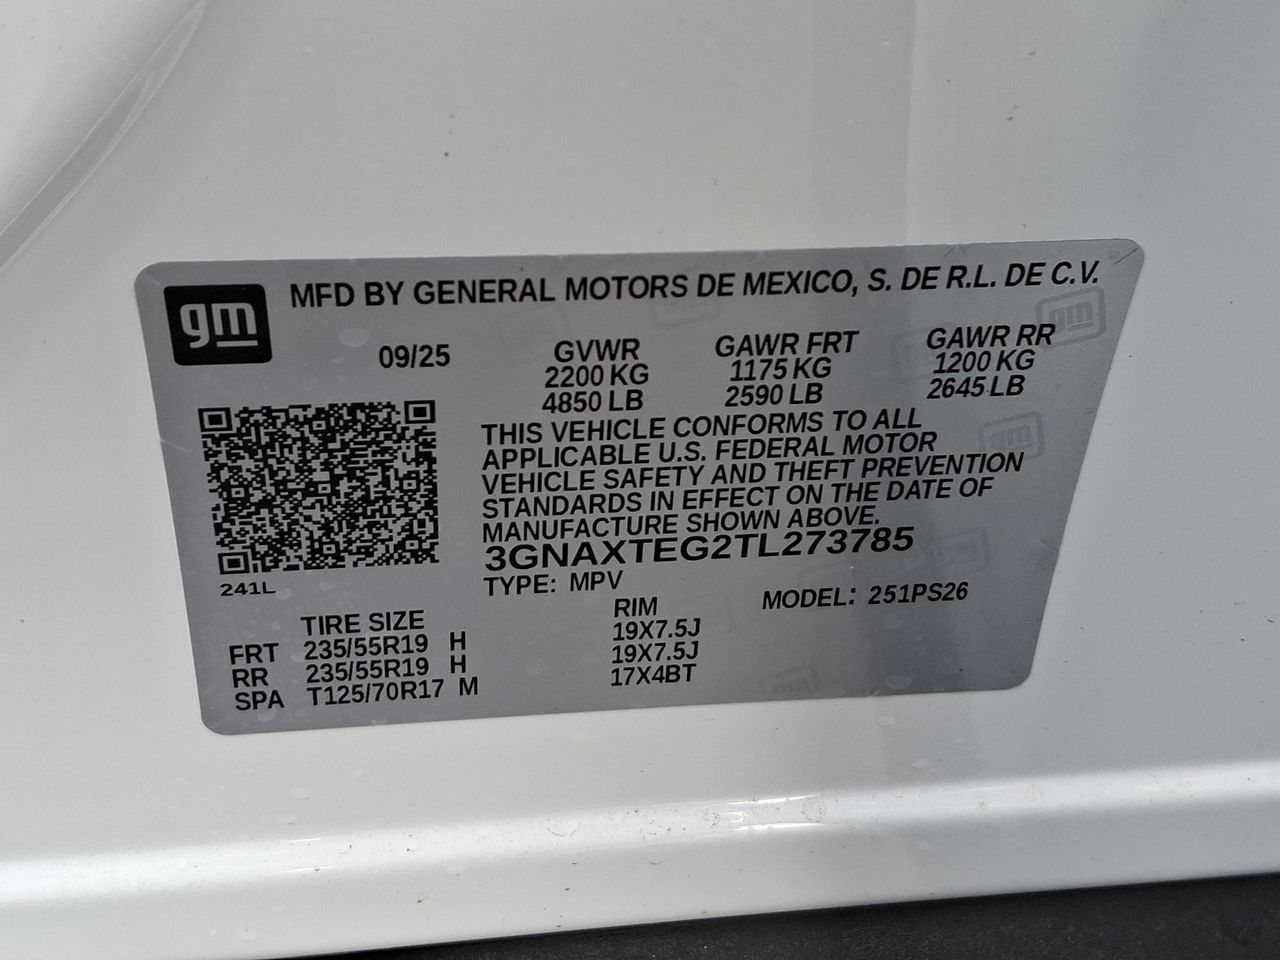 gm
MFD BY GENERAL MOTORS DE MEXICO, S. DE R.L. DE C.V.
09/25 GVWR GAWR FRT GAWR RR
2200 KG 1175 KG 1200 KG
4850 LB 2590 LB 2645 LB
THIS VEHICLE CONFORMS TO ALL
APPLICABLE U.S. FEDERAL MOTOR
VEHICLE SAFETY AND THEFT PREVENTION
STANDARDS IN EFFECT ON THE DATE OF
MANUFACTURE SHOWN ABOVE.
3GNAXTEG2TL273785
241L TYPE: MPV MODEL: 251PS26
TIRE SIZE RIM
FRT 235/55R19 H 19X7.5J
RR 235/55R19 H 19X7.5J
SPA T125/70R17 M 17X4BT